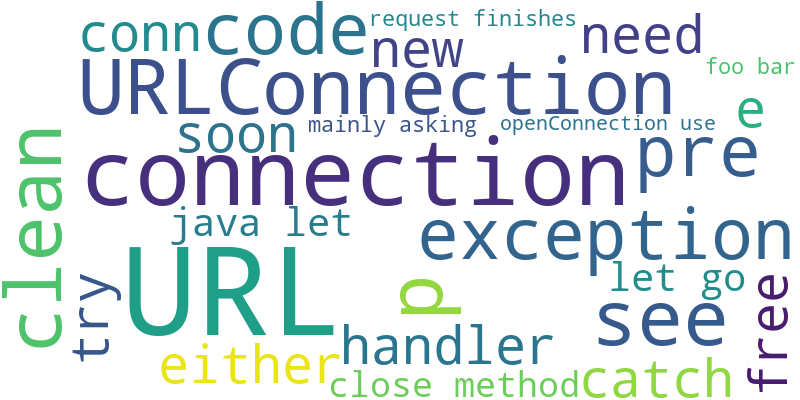 request finishes
conn
code
new
need
URLConnection
foo bar
e
soon
mainly asking
openConnection use
connection
pre
clean
java let
exception
URL
try
p
let go
see
free
handler
either
close method
catch